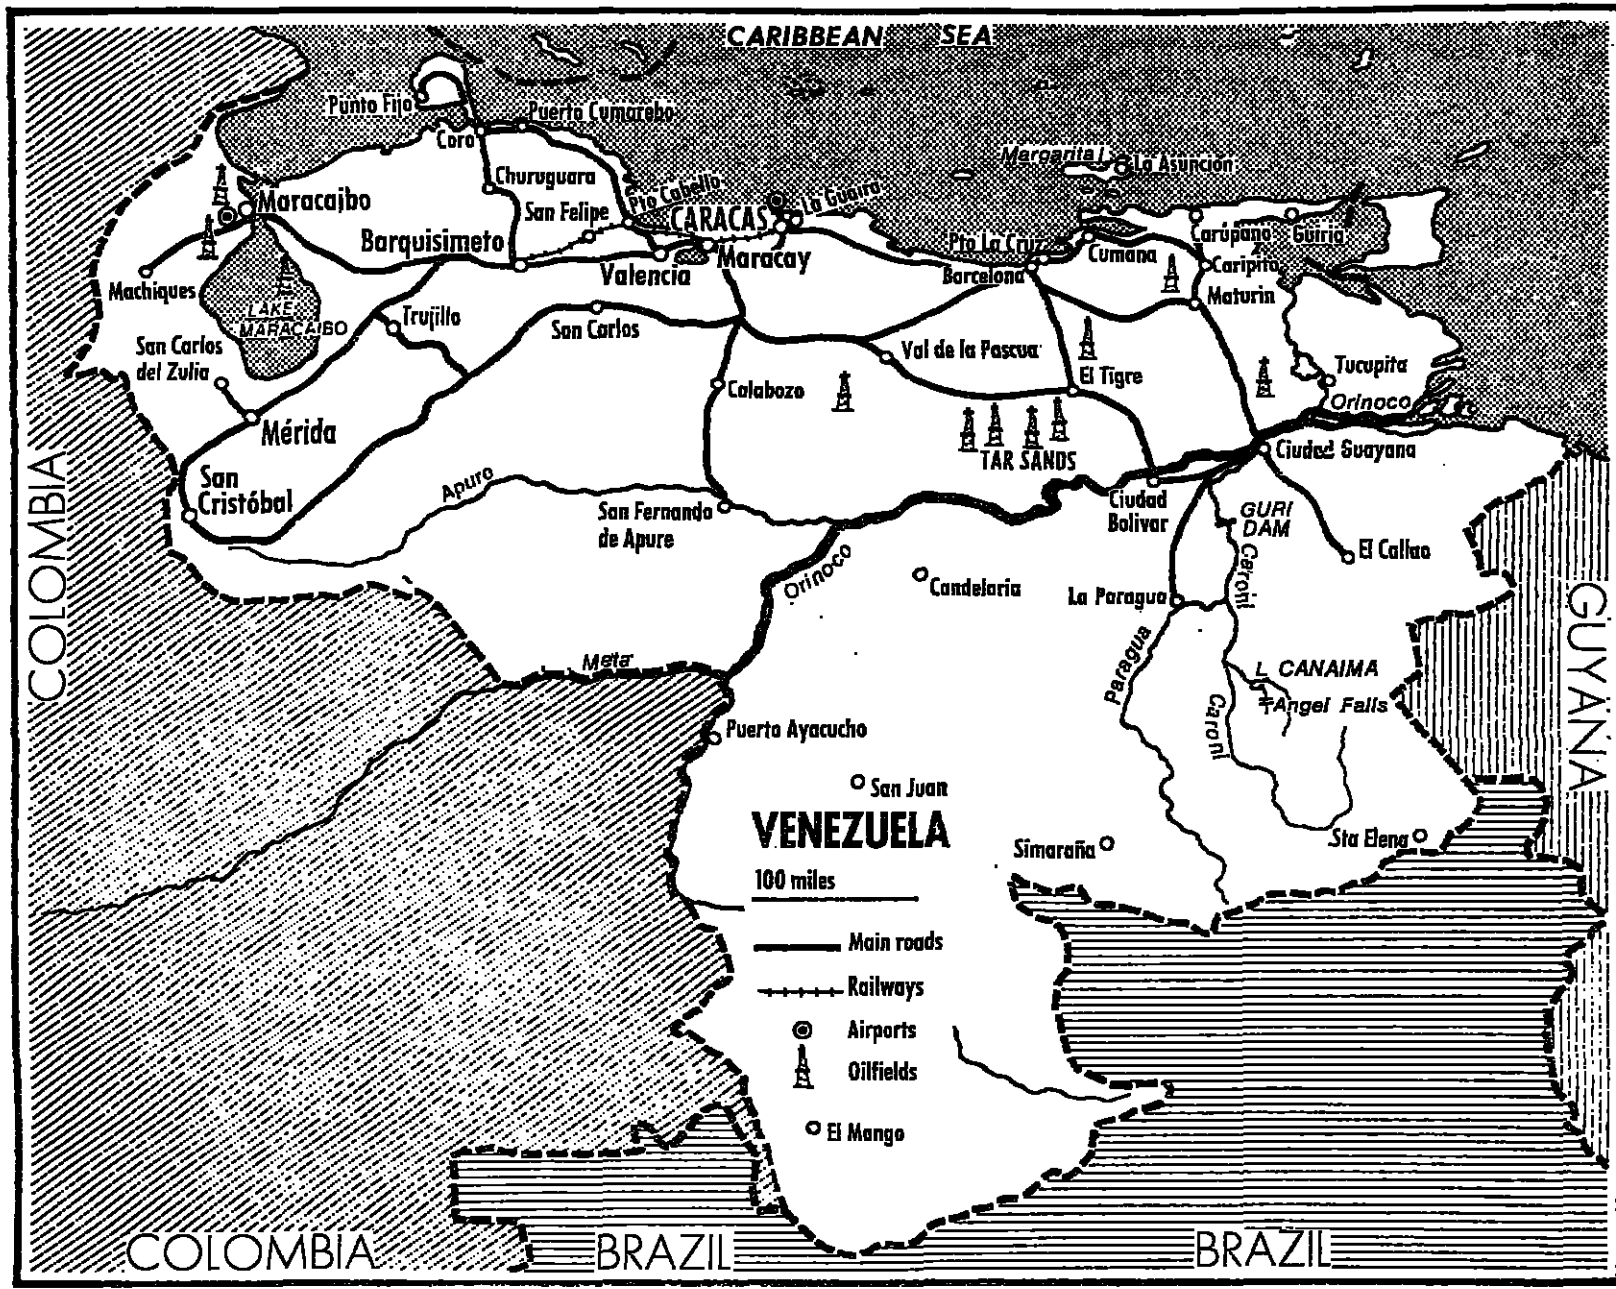 CARIBBEAN SEA
Punto Fijo
Puerto Cumarebo
Coro
Margarita I.
La Asunción
Churuguara
Maracaibo
Pto Cabello
La Guaira
San Felipe
CARACAS
Barquisimeto
Pto La Cruz
Carúpano
Guiria
Valencia
Maracay
Barcelona
Cumana
Caripito
Machiques
LAKE
MARACAIBO
Trujillo
San Carlos
Maturin
San Carlos
del Zulia
Val de la Pascua
El Tigre
Tucupita
Calabozo
Orinoco
Mérida
TAR SANDS
Ciudad Guayana
COLOMBIA
San
Cristóbal
Apure
San Fernando
de Apure
Ciudad
Bolivar
GURI
DAM
El Callao
Orinoco
Candelaria
La Paragua
Caroní
GUYANA
Meta
Paragua
L. CANAIMA
Angel Falls
Caroní
Puerto Ayacucho
San Juan
VENEZUELA
Simaraña
Sta Elena
100 miles
Main roads
Railways
Airports
Oilfields
El Mango
COLOMBIA
BRAZIL
BRAZIL